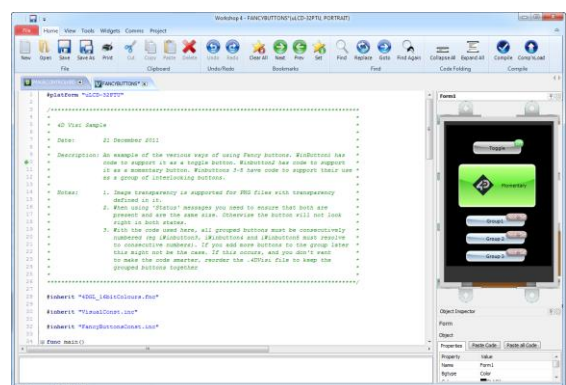 Workshop 4 - FANCYBUTTONS*(uLCD-32PTU, PORTRAIT)
File Home View Tools Widgets Comms Project
New Open Save Save As Print Cut Copy Paste Delete Undo Redo Clear All Next Prev Set Find Replace Goto Find Again Collapse All Expand All Compile Comp'nLoad
File Clipboard Undo/Redo Bookmarks Find Code Folding Compile
FANCYBUTTONS*
#platform "uLCD-32PTU"
4D Visi Sample
Date: 21 December 2011
Description: An example of the various ways of using Fancy buttons. WinButton1 has
code to support it as a toggle button. Winbutton2 has code to support
it as a momentary button. Winbuttons 3-5 have code to support their use
as a group of interlocking buttons.
Notes: 1. Image transparency is supported for PNG files with transparency
defined in it.
2. When using 'Status' messages you need to ensure that both are
present and are the same size. Otherwise the button will not look
right in both states.
3. With the code used here, all grouped buttons must be consecutively
numbered (eg iWinbutton3, iWinbutton4 and iWinbutton5 must resolve
to consecutive numbers). If you add more buttons to the group later
this might not be the case. If this occurs, and you don't want
to make the code smarter, reorder the .4DVisi file to keep the
grouped buttons together
#inherit "4DGL_16bitColours.fnc"
#inherit "VisualConst.inc"
#inherit "FancyButtonsConst.inc"
func main()
Form1
Toggle
Momentary
Group1
Group 2
Group 3
Object Inspector
Form
Object
Properties Paste Code Paste all Code
Property Value
Name Form1
Bgtype Color